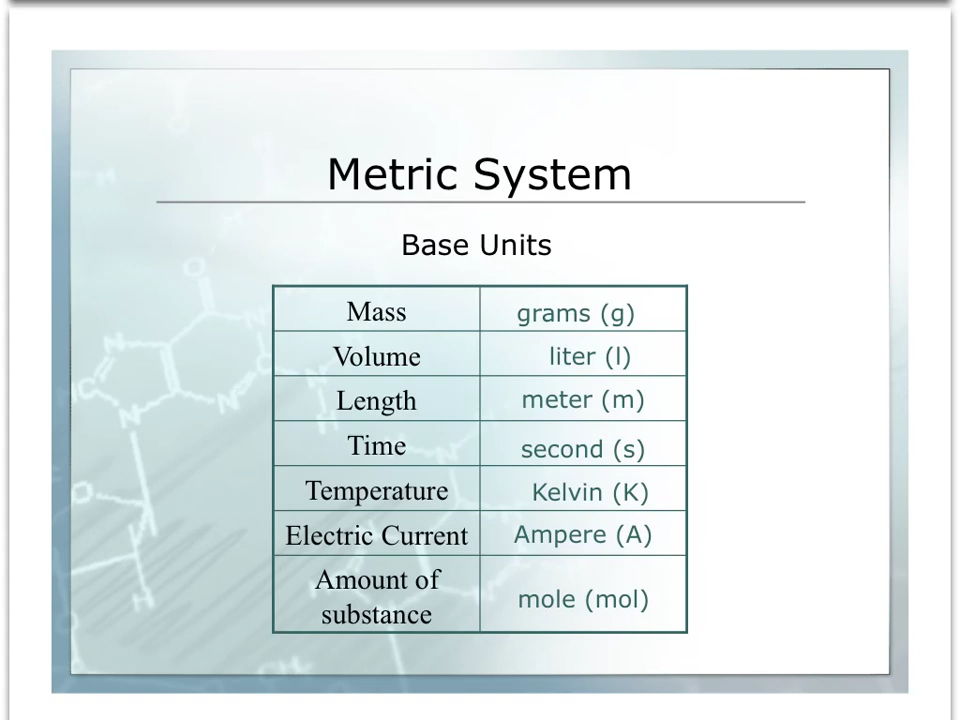 Metric System
Base Units
Mass grams (g)
Volume liter (l)
Length meter (m)
Time second (s)
Temperature Kelvin (K)
Electric Current Ampere (A)
Amount of
substance mole (mol)